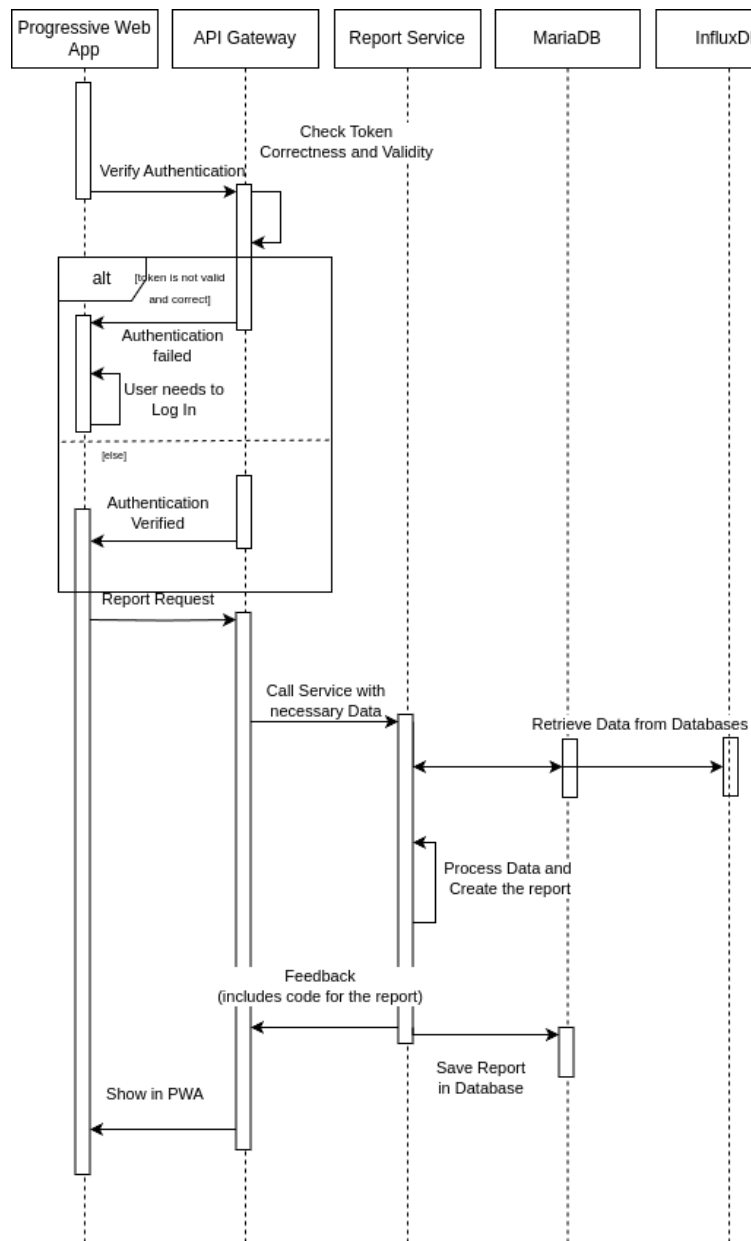 Progressive Web
App
API Gateway
Report Service
MariaDB
Check Token
Correctness and Validity
Verify Authentication
alt
[token is not valid
and correct]
Authentication
failed
User needs to
Log In
[else]
Authentication
Verified
Report Request
Call Service with
necessary Data
Retrieve Data from Databases
Process Data and
Create the report
Feedback
(includes code for the report)
Save Report
in Database
Show in PWA